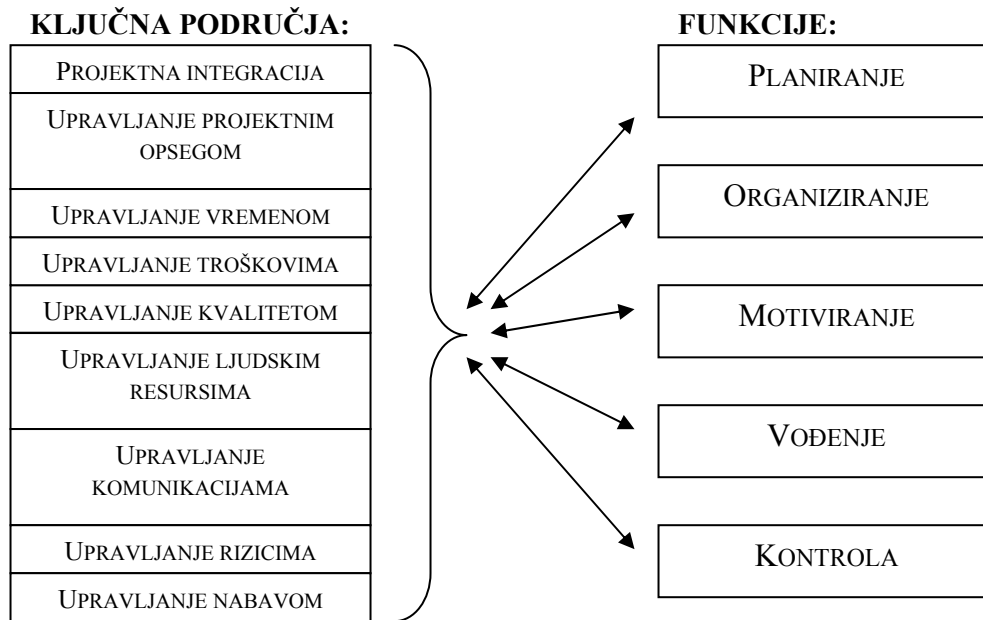 KLJUČNA PODRUČJA:
PROJEKTNA INTEGRACIJA
UPRAVLJANJE PROJEKTNIM
OPSEGOM
UPRAVLJANJE VREMENOM
UPRAVLJANJE TROŠKOVIMA
UPRAVLJANJE KVALITETOM
UPRAVLJANJE LJUDSKIM
RESURSIMA
UPRAVLJANJE
KOMUNIKACIJAMA
UPRAVLJANJE RIZICIMA
UPRAVLJANJE NABAVOM
FUNKCIJE:
PLANIRANJE
ORGANIZIRANJE
MOTIVIRANJE
VOĐENJE
KONTROLA